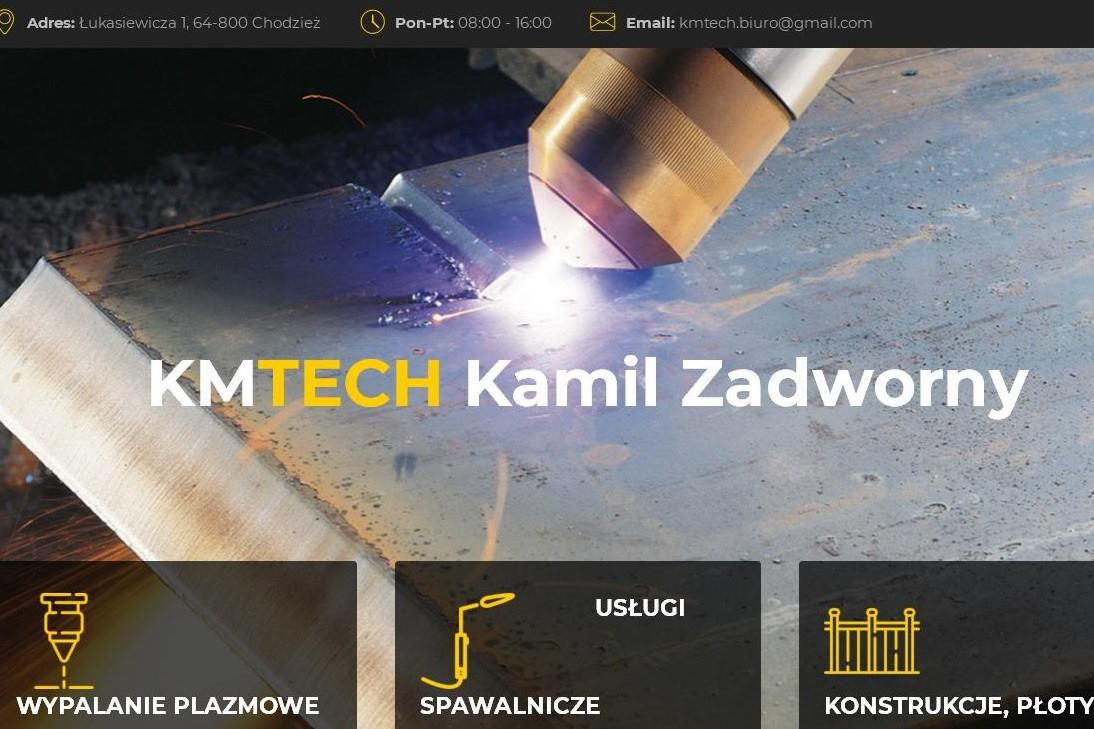 Adres: Łukasiewicza 1, 64-800 Chodzież Pon-Pt: 08:00 - 16:00 Email: kmtech.biuro@gmail.com
KMTECH Kamil Zadworny
WYPALANIE PLAZMOWE
USŁUGI
SPAWALNICZE
KONSTRUKCJE, PŁOTY